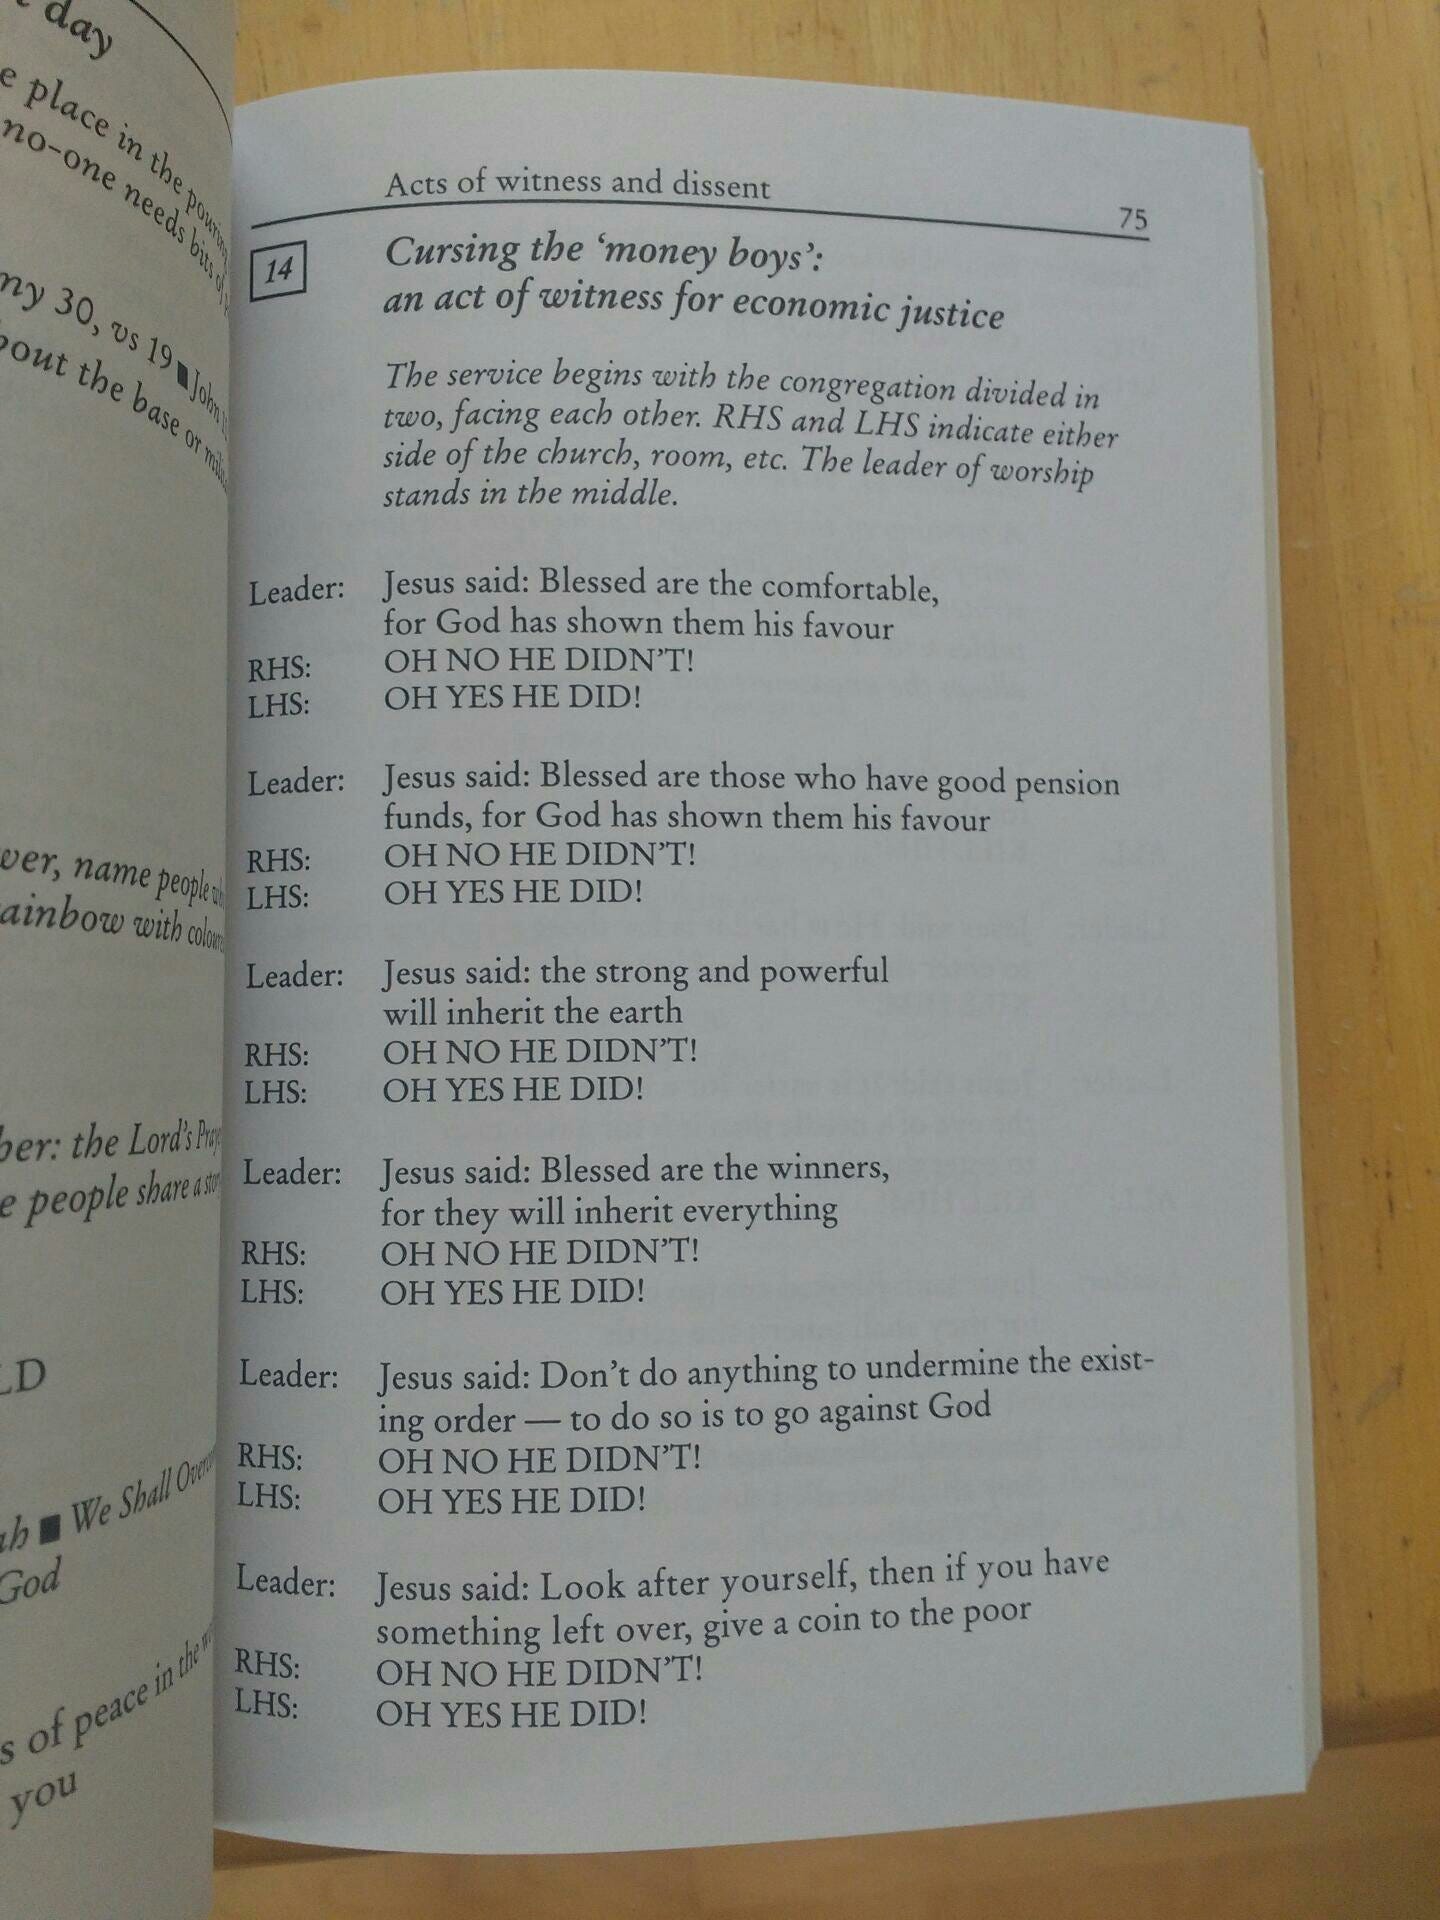 day
place in the pouring
no-one needs bits of
30, vs 19 ■ John
the base or
name people
with
the Lord's
people share a
■ We Shall
God
of peace in the
you
Acts of witness and dissent
75
14
Cursing the 'money boys':
an act of witness for economic justice
The service begins with the congregation divided in
two, facing each other. RHS and LHS indicate either
side of the church, room, etc. The leader of worship
stands in the middle.
Leader: Jesus said: Blessed are the comfortable,
for God has shown them his favour
RHS: OH NO HE DIDN'T!
LHS: OH YES HE DID!
Leader: Jesus said: Blessed are those who have good pension
funds, for God has shown them his favour
RHS: OH NO HE DIDN'T!
LHS: OH YES HE DID!
Leader: Jesus said: the strong and powerful
will inherit the earth
RHS: OH NO HE DIDN'T!
LHS: OH YES HE DID!
Leader: Jesus said: Blessed are the winners,
for they will inherit everything
RHS: OH NO HE DIDN'T!
LHS: OH YES HE DID!
Leader: Jesus said: Don't do anything to undermine the exist-
ing order — to do so is to go against God
RHS: OH NO HE DIDN'T!
LHS: OH YES HE DID!
Leader: Jesus said: Look after yourself, then if you have
something left over, give a coin to the poor
RHS: OH NO HE DIDN'T!
LHS: OH YES HE DID!